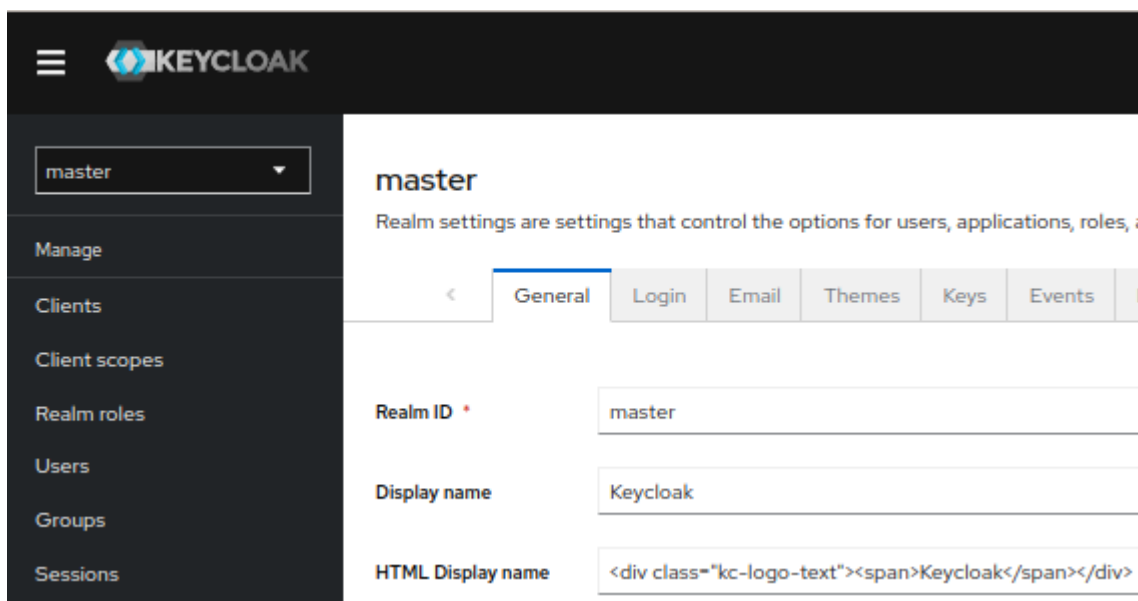 KEYCLOAK
master
Manage
Clients
Client scopes
Realm roles
Users
Groups
Sessions
master
Realm settings are settings that control the options for users, applications, roles,
General Login Email Themes Keys Events
Realm ID * master
Display name Keycloak
HTML Display name <div class="kc-logo-text"><span>Keycloak</span></div>